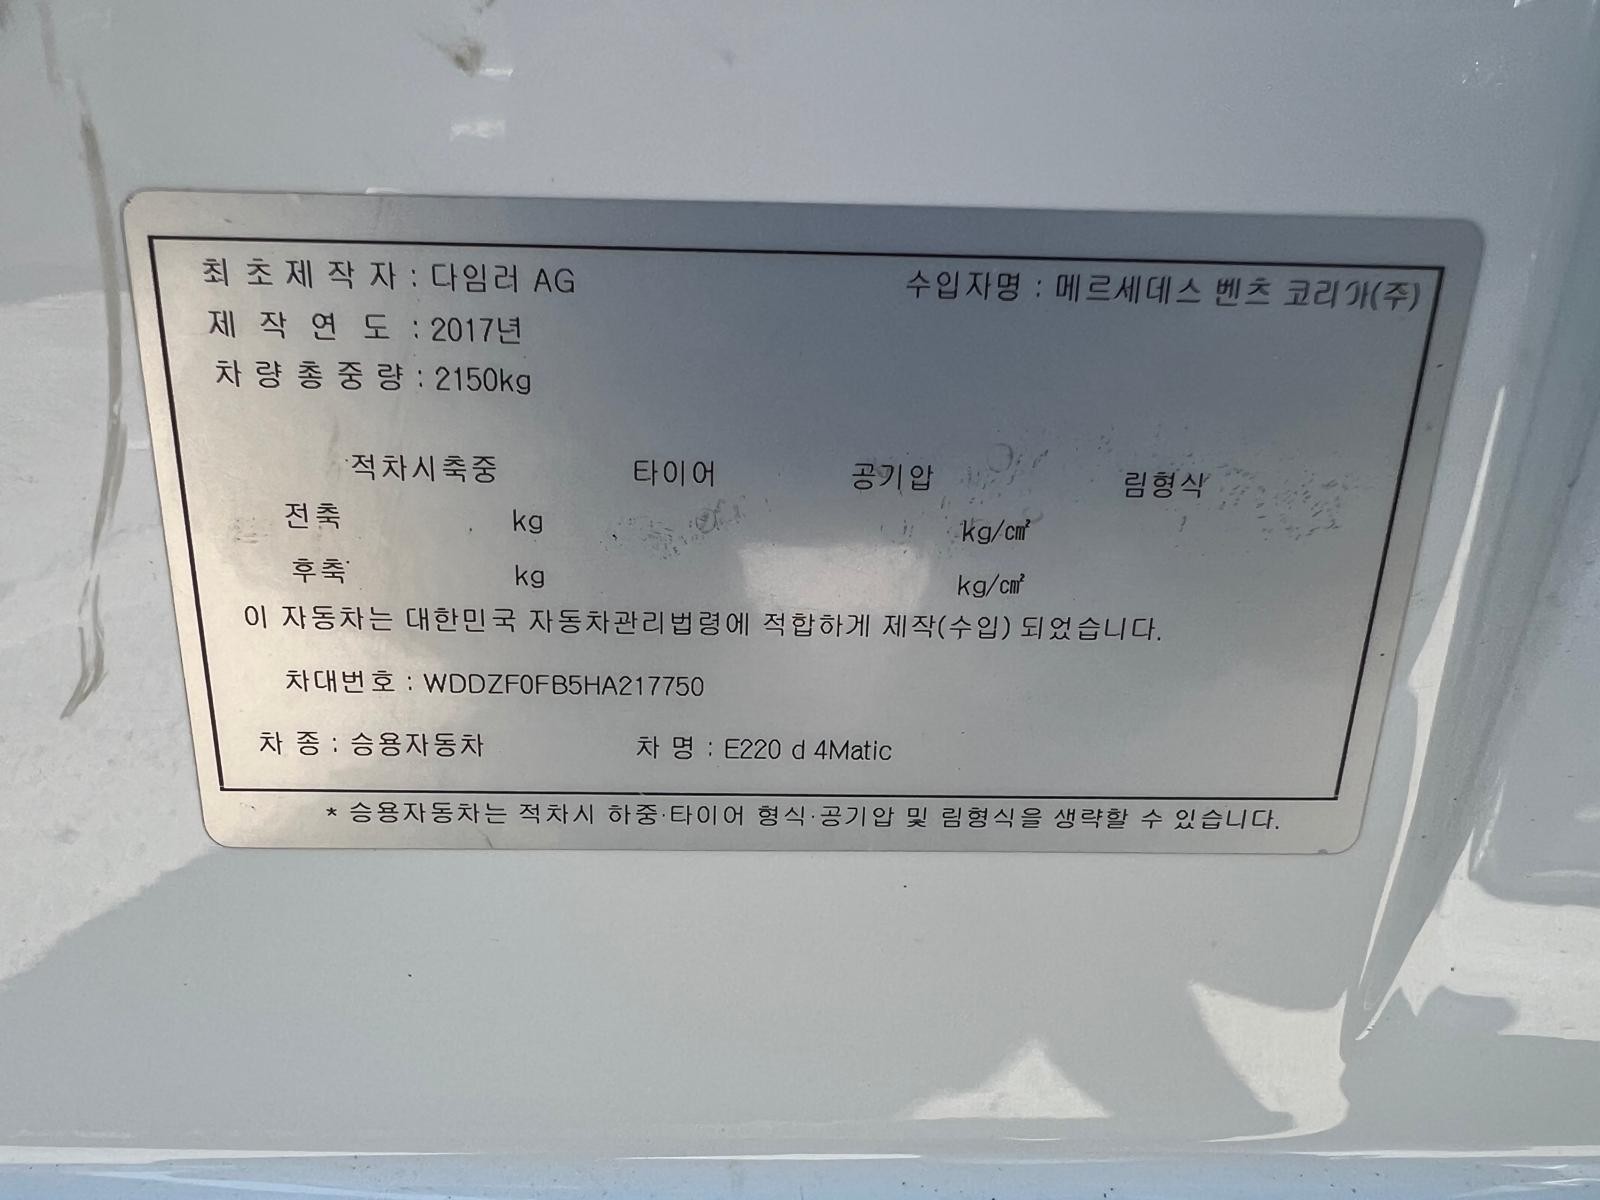 최초제작자 : 다임러 AG 수입자명 : 메르세데스 벤츠 코리아(주)
제작연도 : 2017년
차량총중량 : 2150kg
적차시축중 타이어 공기압 림형식
전축 kg kg/㎠
후축 kg kg/㎠
이 자동차는 대한민국 자동차관리법령에 적합하게 제작(수입) 되었습니다.
차대번호 : WDDZF0FB5HA217750
차 종 : 승용자동차 차 명 : E220 d 4Matic
* 승용자동차는 적차시 하중·타이어 형식·공기압 및 림형식을 생략할 수 있습니다.